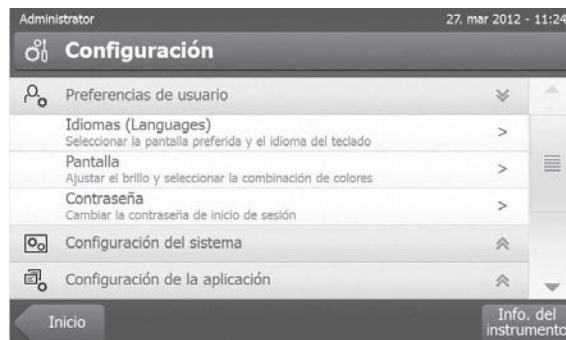 Administrator
27. mar 2012 - 11:24
Configuración
Preferencias de usuario
Idiomas (Languages)
Seleccionar la pantalla preferida y el idioma del teclado
>
Pantalla
Ajustar el brillo y seleccionar la combinación de colores
>
Contraseña
Cambiar la contraseña de inicio de sesión
>
Configuración del sistema
Configuración de la aplicación
Inicio
Info. del
instrumento